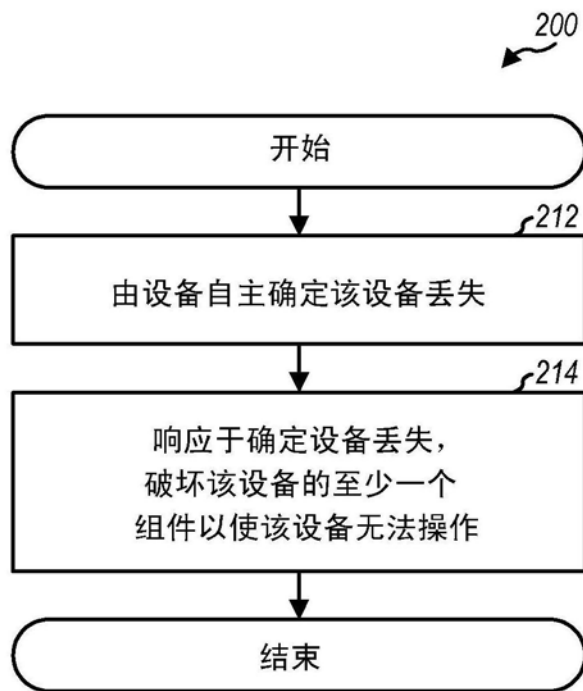 200
开始
212
由设备自主确定该设备丢失
214
响应于确定设备丢失，
破坏该设备的至少一个
组件以使该设备无法操作
结束